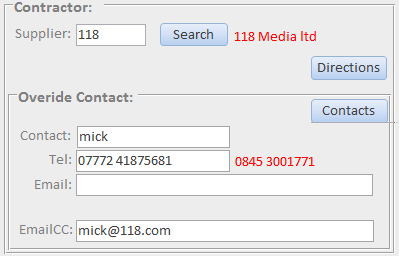 Contractor:
Supplier: 118 Search 118 Media ltd
Directions
Overide Contact:
Contacts
Contact: mick
Tel: 07772 41875681 0845 3001771
Email:
EmailCC: mick@118.com